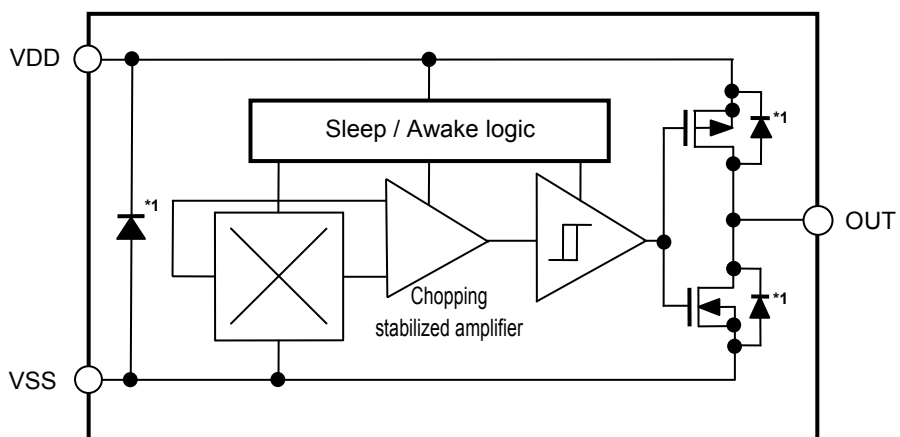 VDD
Sleep / Awake logic
*1
*1
OUT
*1
Chopping
stabilized amplifier
VSS